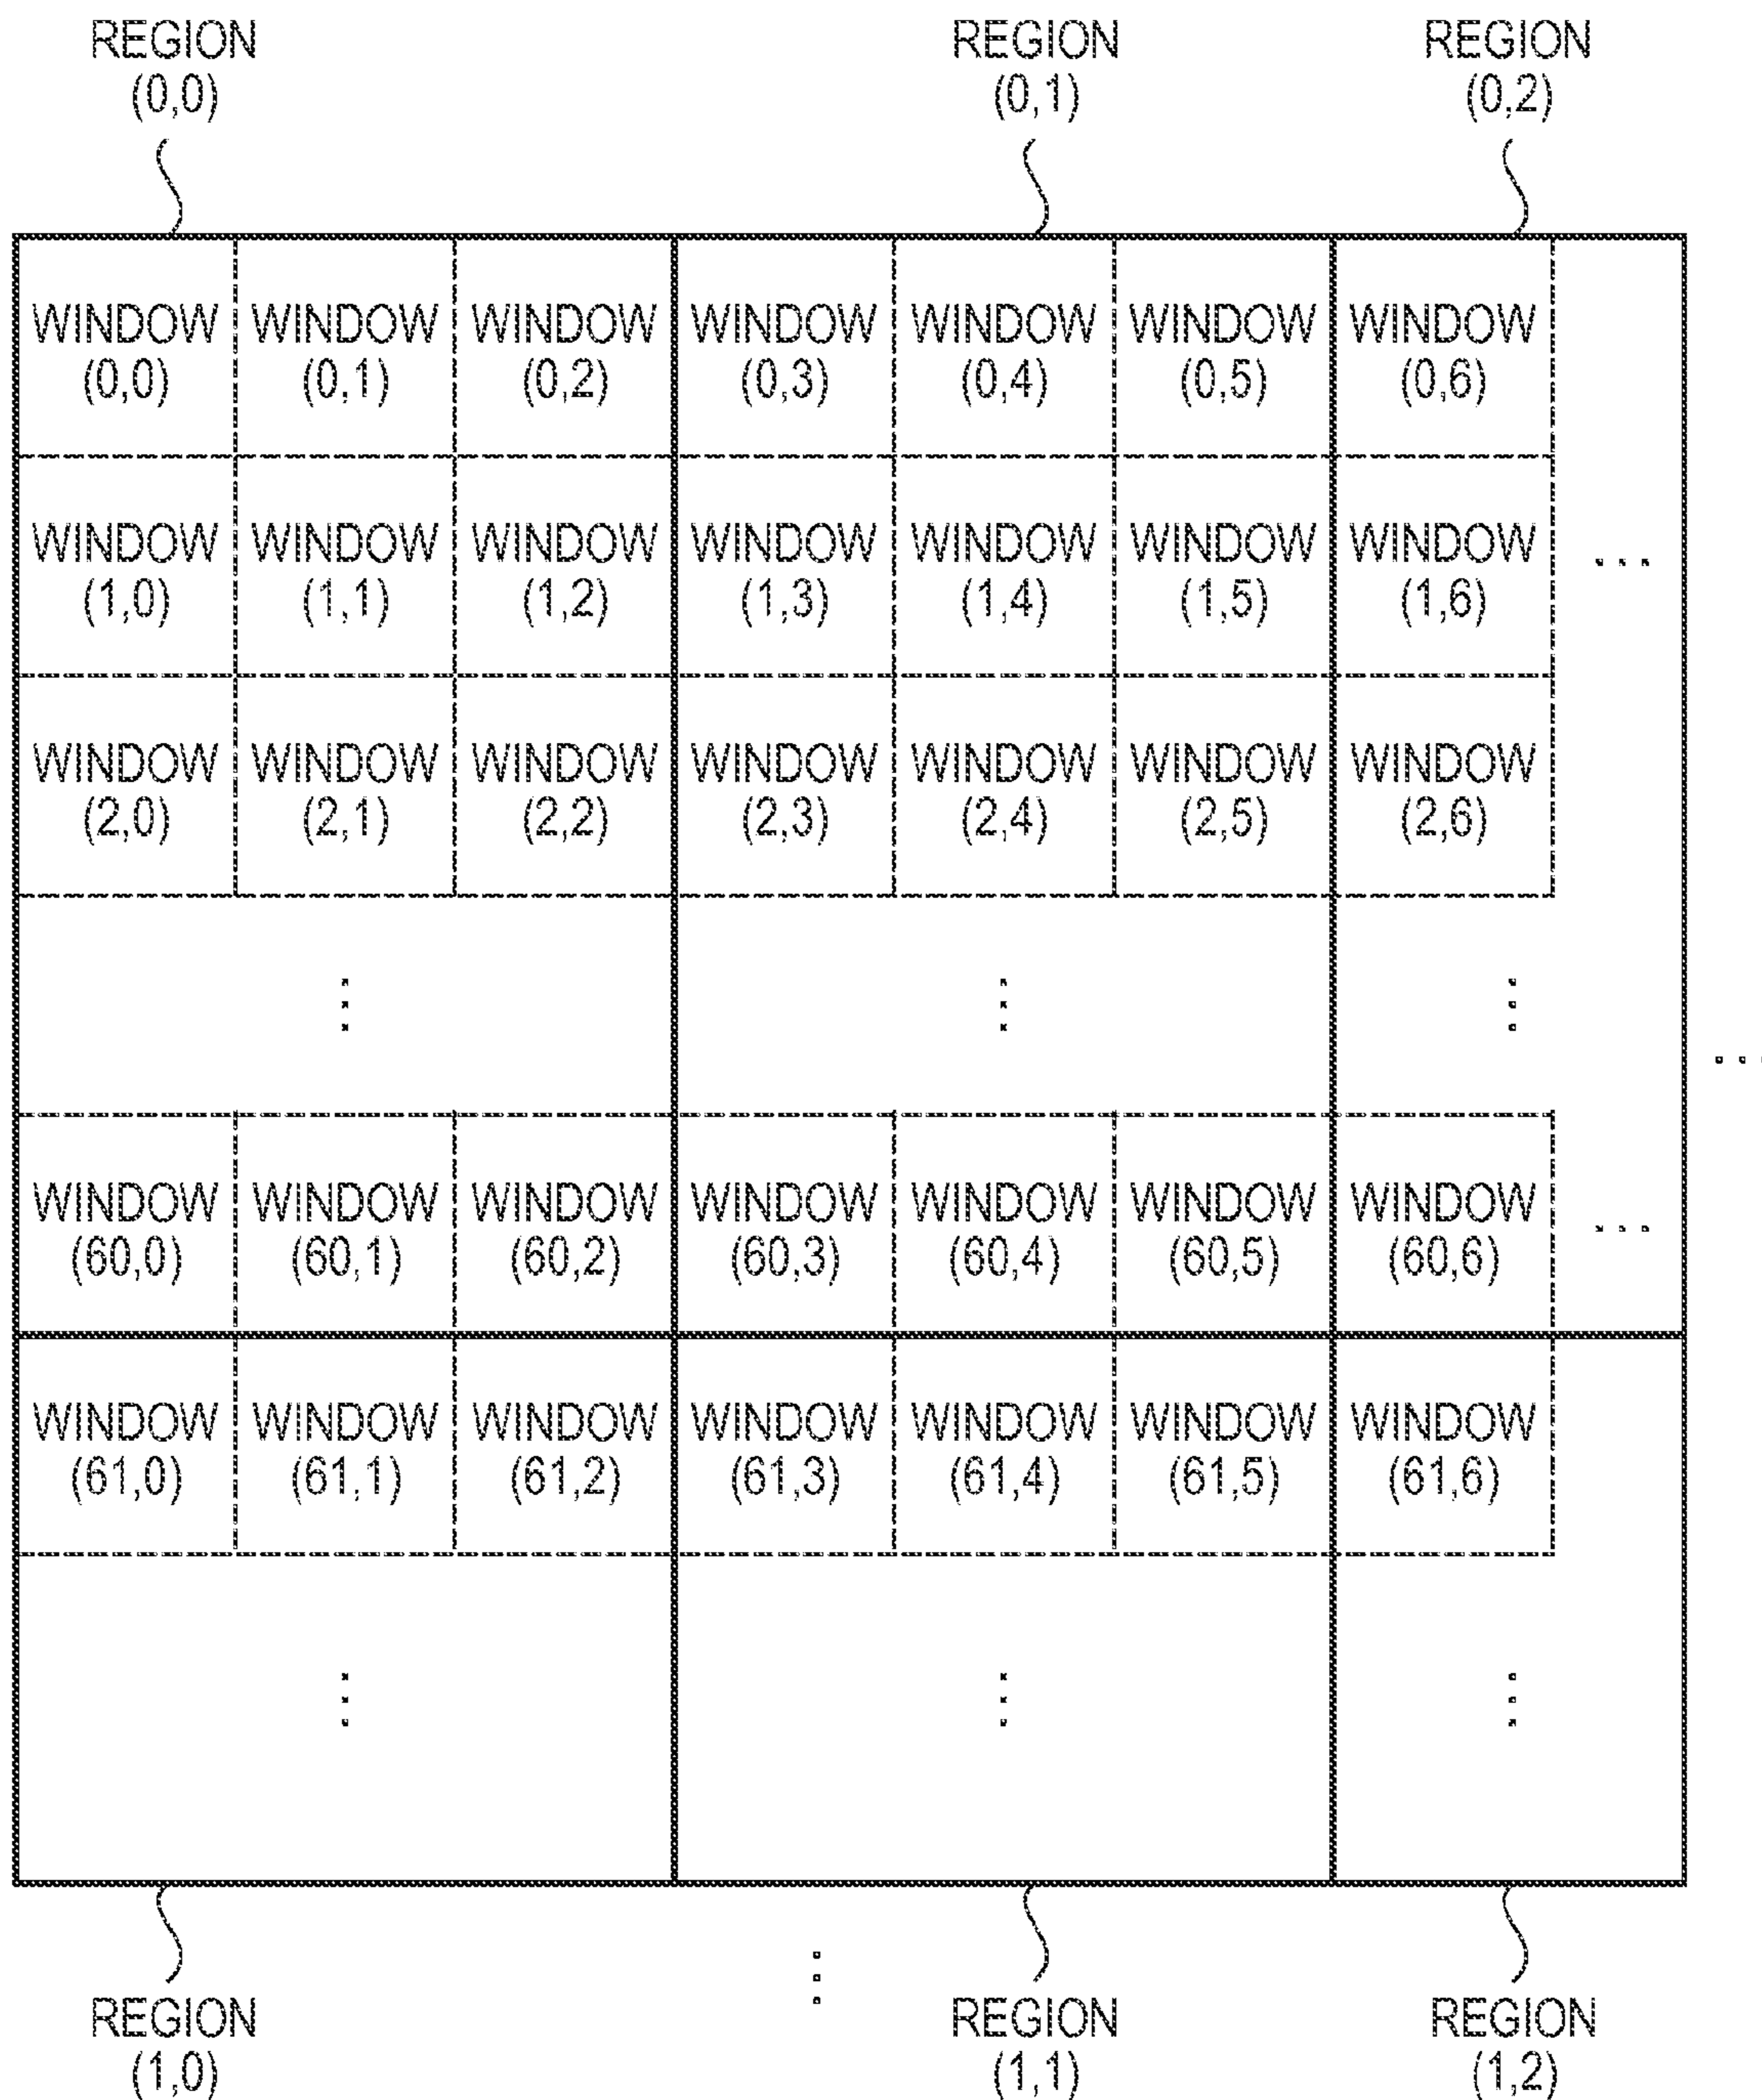 REGION REGION REGION
(0,0) (0,1) (0,2)
WINDOW WINDOW WINDOW WINDOW WINDOW WINDOW WINDOW
(0,0) (0,1) (0,2) (0,3) (0,4) (0,5) (0,6)
WINDOW WINDOW WINDOW WINDOW WINDOW WINDOW WINDOW ...
(1,0) (1,1) (1,2) (1,3) (1,4) (1,5) (1,6)
WINDOW WINDOW WINDOW WINDOW WINDOW WINDOW WINDOW
(2,0) (2,1) (2,2) (2,3) (2,4) (2,5) (2,6)
⋮ ⋮ ⋮
...
WINDOW WINDOW WINDOW WINDOW WINDOW WINDOW WINDOW ...
(60,0) (60,1) (60,2) (60,3) (60,4) (60,5) (60,6)
WINDOW WINDOW WINDOW WINDOW WINDOW WINDOW WINDOW
(61,0) (61,1) (61,2) (61,3) (61,4) (61,5) (61,6)
⋮ ⋮ ⋮
⋮
REGION REGION REGION
(1,0) (1,1) (1,2)